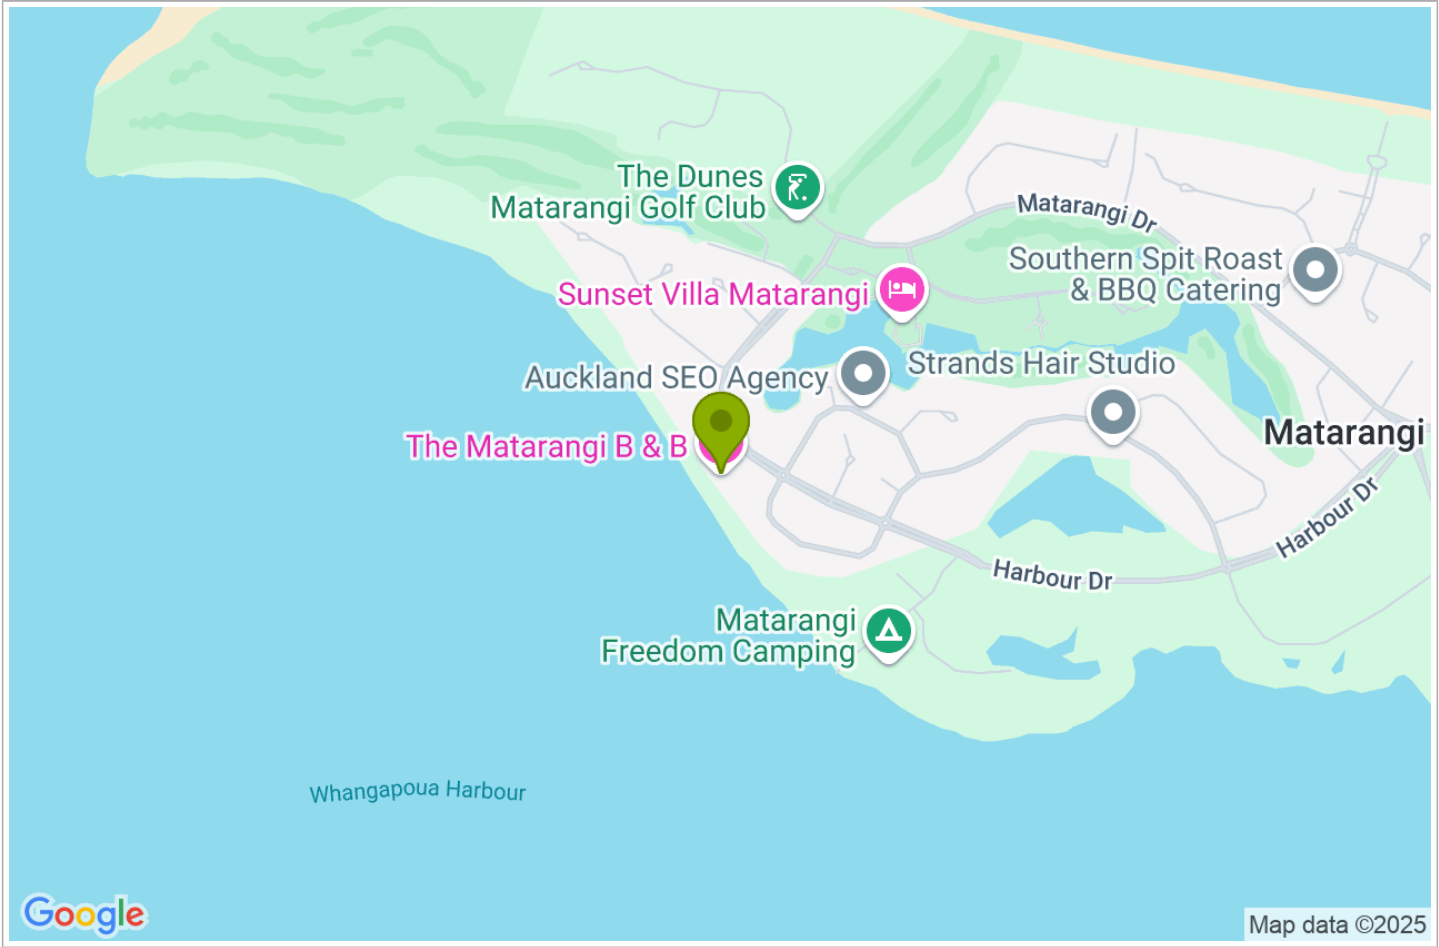 The Dunes
Matarangi Golf Club
Matarangi Dr
Southern Spit Roast
& BBQ Catering
Sunset Villa Matarangi
Auckland SEO Agency
Strands Hair Studio
The Matarangi B & B
Matarangi
Harbour Dr
Harbour Dr
Matarangi
Freedom Camping
Whangapoua Harbour
Google
Map data ©2025